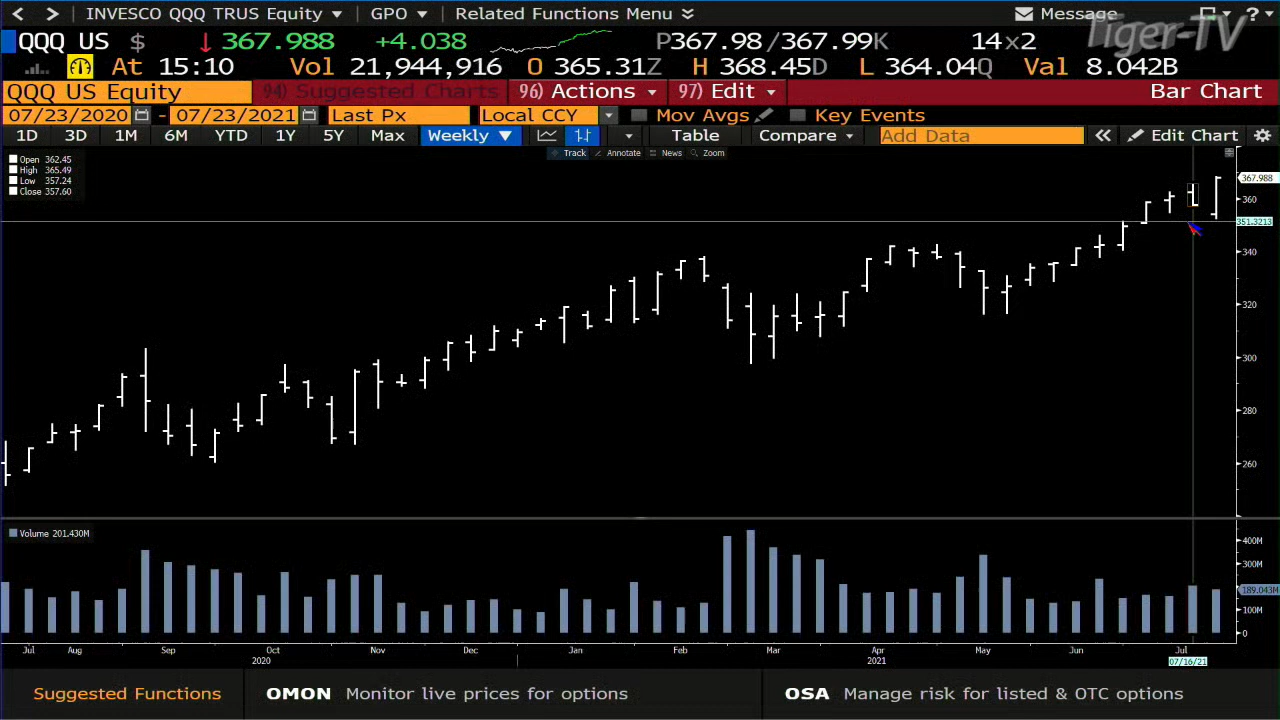 < > INVESCO QQQ TRUS Equity GPO Related Functions Menu Message ?
Tiger-TV
QQQ US $ ↓ 367.988 +4.038 P367.98 /367.99K 14x2
At 15:10 Vol 21,944,916 O 365.31Z H 368.45D L 364.04Q Val 8.042B
QQQ US Equity 94) Suggested Charts 96) Actions 97) Edit Bar Chart
07/23/2020 - 07/23/2021 Last Px Local CCY Mov Avgs Key Events
1D 3D 1M 6M YTD 1Y 5Y Max Weekly ▼ Table Compare Add Data « Edit Chart
Track Annotate News Zoom
Open 362.45
High 365.49
Low 357.24
Close 357.60
367.988
360
351.3213
340
320
300
280
260
Volume 201.430M
400M
300M
189.043M
100M
0
Jul Aug Sep Oct Nov Dec Jan Feb Mar Apr May Jun Jul
2020 2021 07/16/21
Suggested Functions OMON Monitor live prices for options OSA Manage risk for listed & OTC options